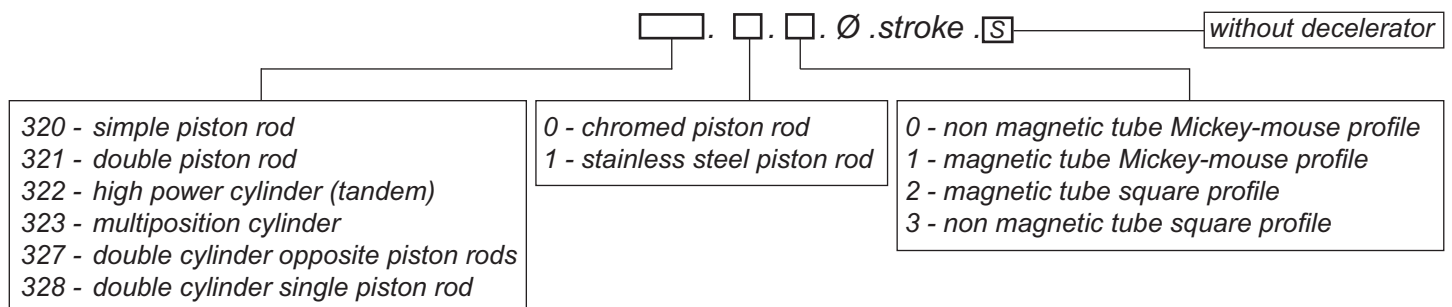 . . . Ø .stroke .S
without decelerator
320 - simple piston rod
321 - double piston rod
322 - high power cylinder (tandem)
323 - multiposition cylinder
327 - double cylinder opposite piston rods
328 - double cylinder single piston rod
0 - chromed piston rod
1 - stainless steel piston rod
0 - non magnetic tube Mickey-mouse profile
1 - magnetic tube Mickey-mouse profile
2 - magnetic tube square profile
3 - non magnetic tube square profile